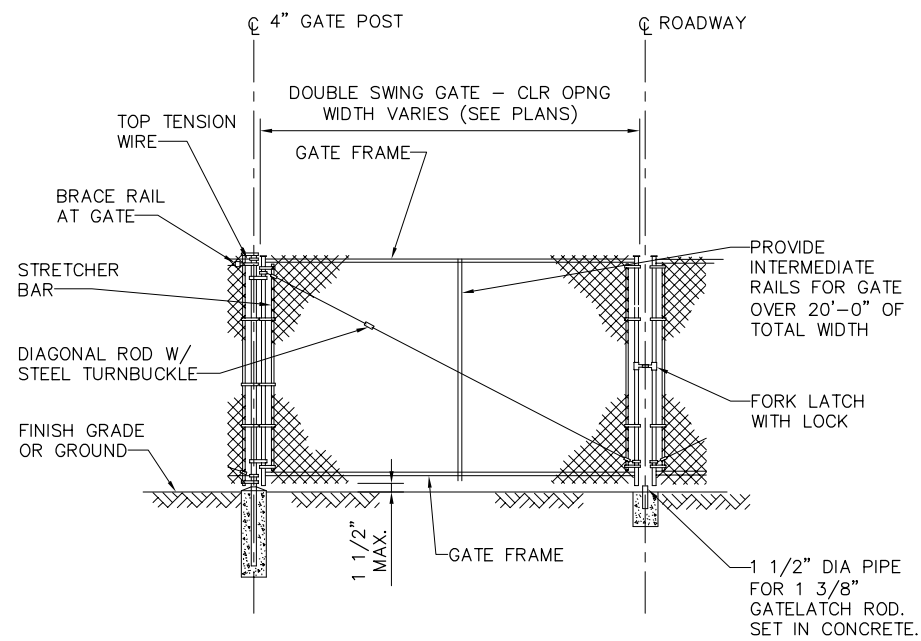 ℄ 4” GATE POST
℄ ROADWAY
DOUBLE SWING GATE – CLR OPNG
WIDTH VARIES (SEE PLANS)
TOP TENSION
WIRE
GATE FRAME
BRACE RAIL
AT GATE
STRETCHER
BAR
PROVIDE
INTERMEDIATE
RAILS FOR GATE
OVER 20’–0” OF
TOTAL WIDTH
DIAGONAL ROD W/
STEEL TURNBUCKLE
FORK LATCH
WITH LOCK
FINISH GRADE
OR GROUND
1 1/2”
MAX.
GATE FRAME
1 1/2” DIA PIPE
FOR 1 3/8”
GATELATCH ROD.
SET IN CONCRETE.